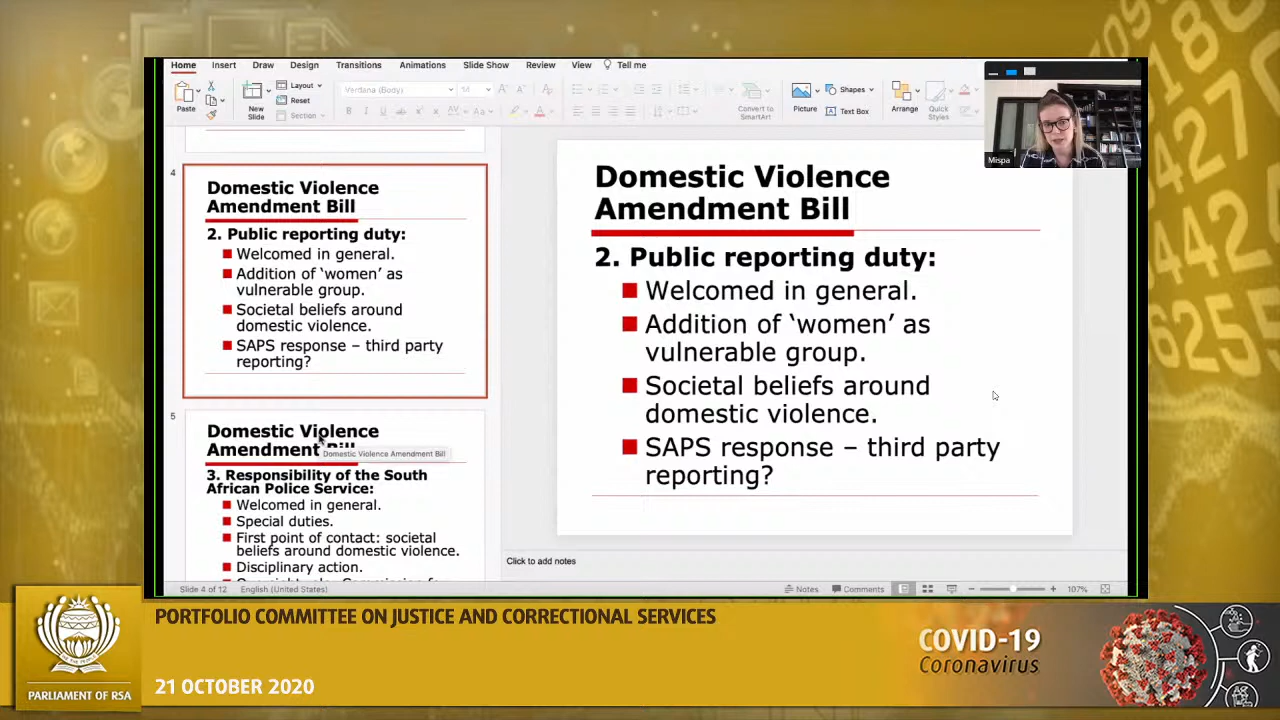 Home Insert Draw Design Transitions Animations Slide Show Review View Tell me
Paste
New
Slide
Layout
Reset
Section
Verdana (Body)
14
Convert to
SmartArt
Picture
Shapes
Text Box
Arrange
Quick
Styles
Mispa
4
Domestic Violence
Amendment Bill
2. Public reporting duty:
Welcomed in general.
Addition of ‘women’ as
vulnerable group.
Societal beliefs around
domestic violence.
SAPS response – third party
reporting?
5
Domestic Violence
Amendment Bill
Domestic Violence Amendment Bill
3. Responsibility of the South
African Police Service:
Welcomed in general.
Special duties.
First point of contact: societal
beliefs around domestic violence.
Disciplinary action.
Domestic Violence
Amendment Bill
2. Public reporting duty:
Welcomed in general.
Addition of ‘women’ as
vulnerable group.
Societal beliefs around
domestic violence.
SAPS response – third party
reporting?
Click to add notes
Slide 4 of 12 English (United States) Notes Comments 107%
PARLIAMENT OF RSA
PORTFOLIO COMMITTEE ON JUSTICE AND CORRECTIONAL SERVICES
21 OCTOBER 2020
COVID-19
Coronavirus